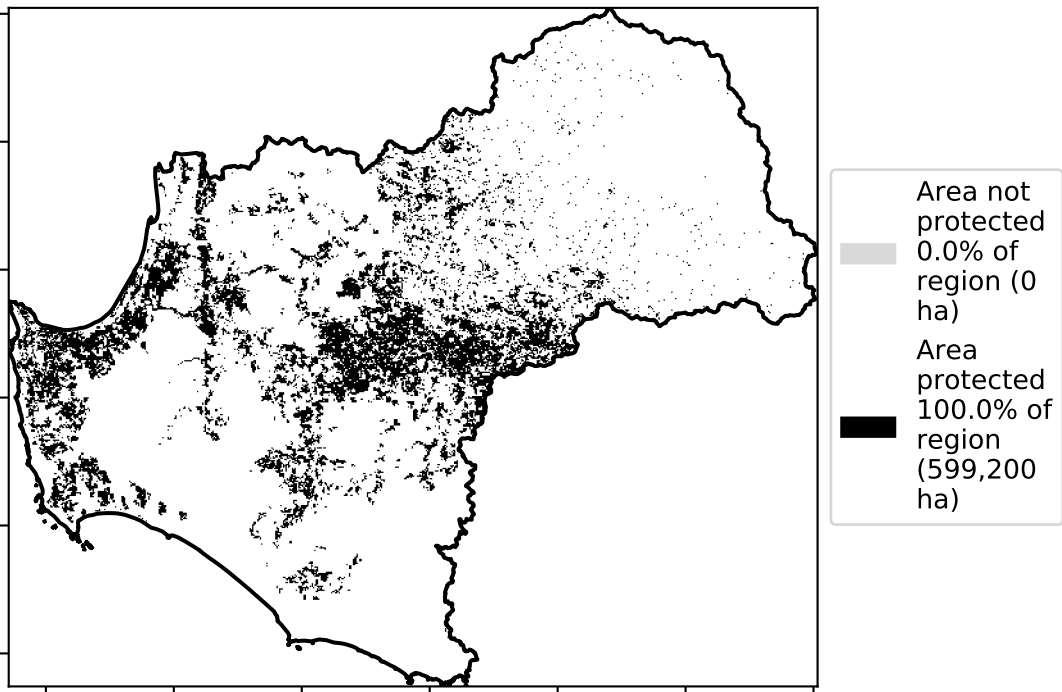 Area not
protected
0.0% of
region (0
ha)
Area
protected
100.0% of
region
(599,200
ha)